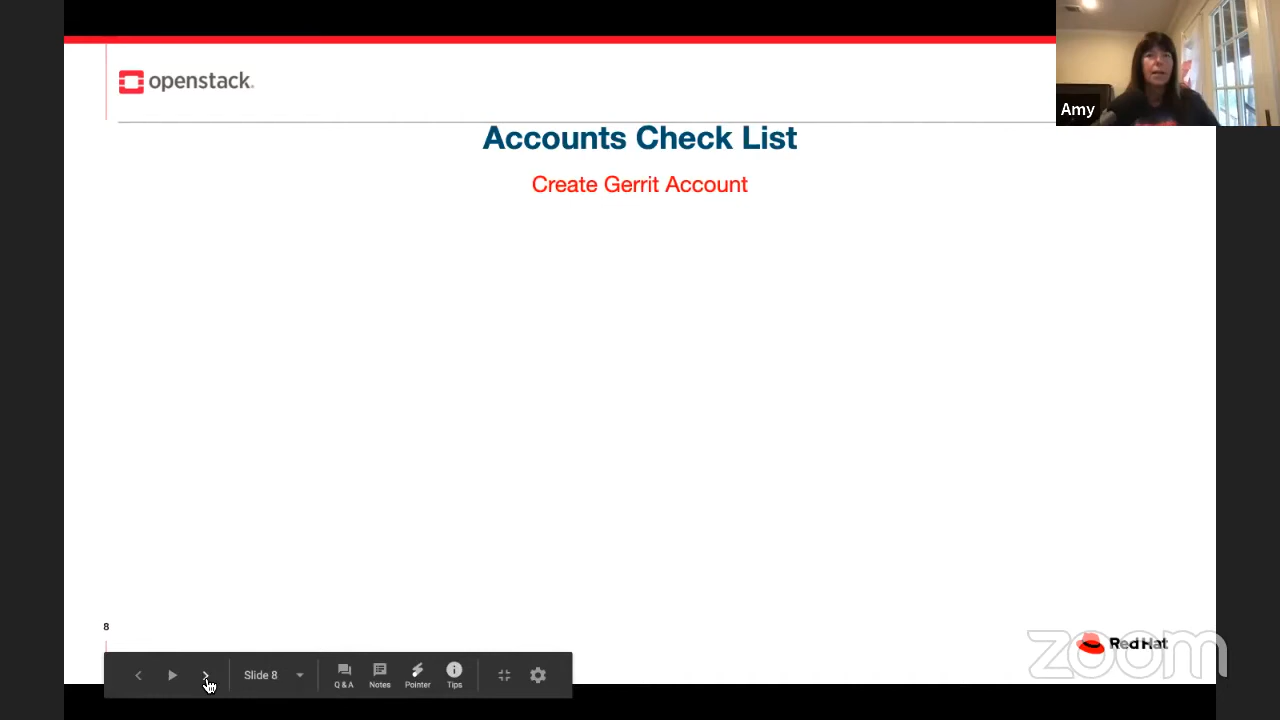 openstack.
Amy
Accounts Check List
Create Gerrit Account
8
Red Hat
zoom
Slide 8
Q & A
Notes
Pointer
Tips